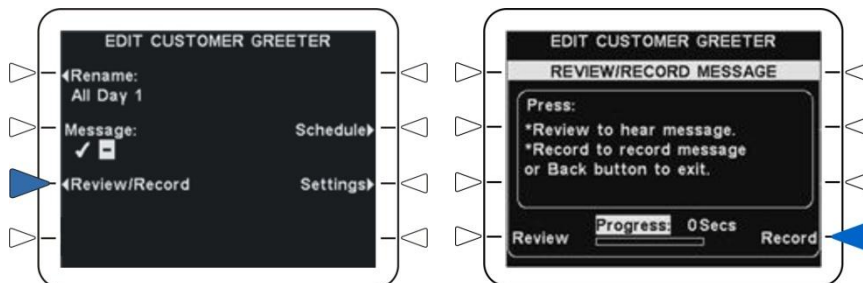 EDIT CUSTOMER GREETER
Rename:
All Day 1
Message:
Schedule
✓ -
Review/Record
Settings
EDIT CUSTOMER GREETER
REVIEW/RECORD MESSAGE
Press:
*Review to hear message.
*Record to record message
or Back button to exit.
Progress: 0Secs
Review
Record